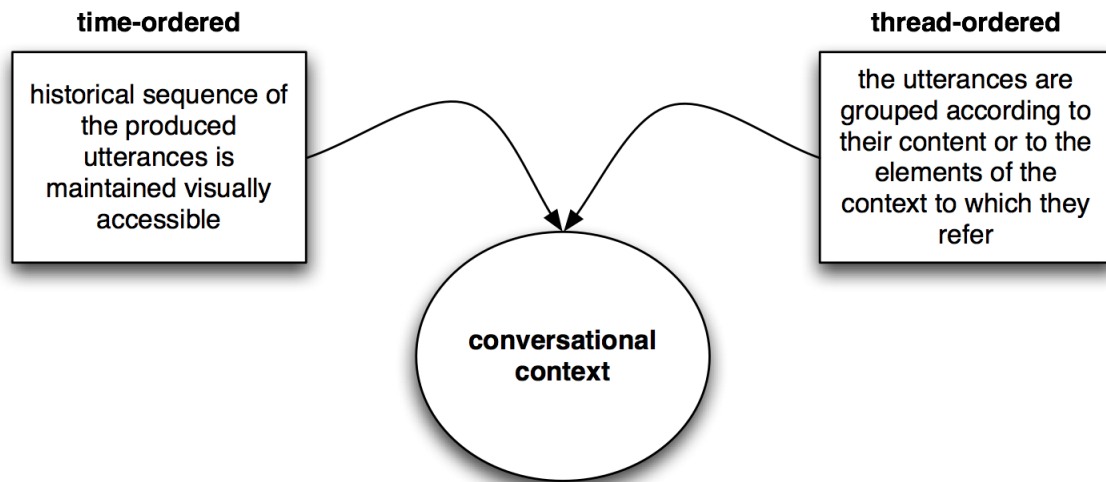 time-ordered
historical sequence of
the produced
utterances is
maintained visually
accessible
thread-ordered
the utterances are
grouped according to
their content or to the
elements of the
context to which they
refer
conversational
context